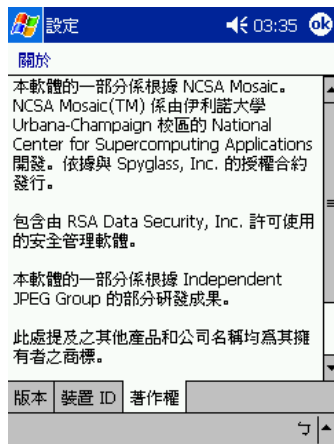 設定 03:35 ok
關於
本軟體的一部分係根據 NCSA Mosaic。
NCSA Mosaic(TM) 係由伊利諾大學
Urbana-Champaign 校區的 National
Center for Supercomputing Applications
開發。依據與 Spyglass, Inc. 的授權合約
發行。
包含由 RSA Data Security, Inc. 許可使用
的安全管理軟體。
本軟體的一部分係根據 Independent
JPEG Group 的部分研發成果。
此處提及之其他產品和公司名稱均爲其擁
有者之商標。
版本 裝置 ID 著作權
ㄅ